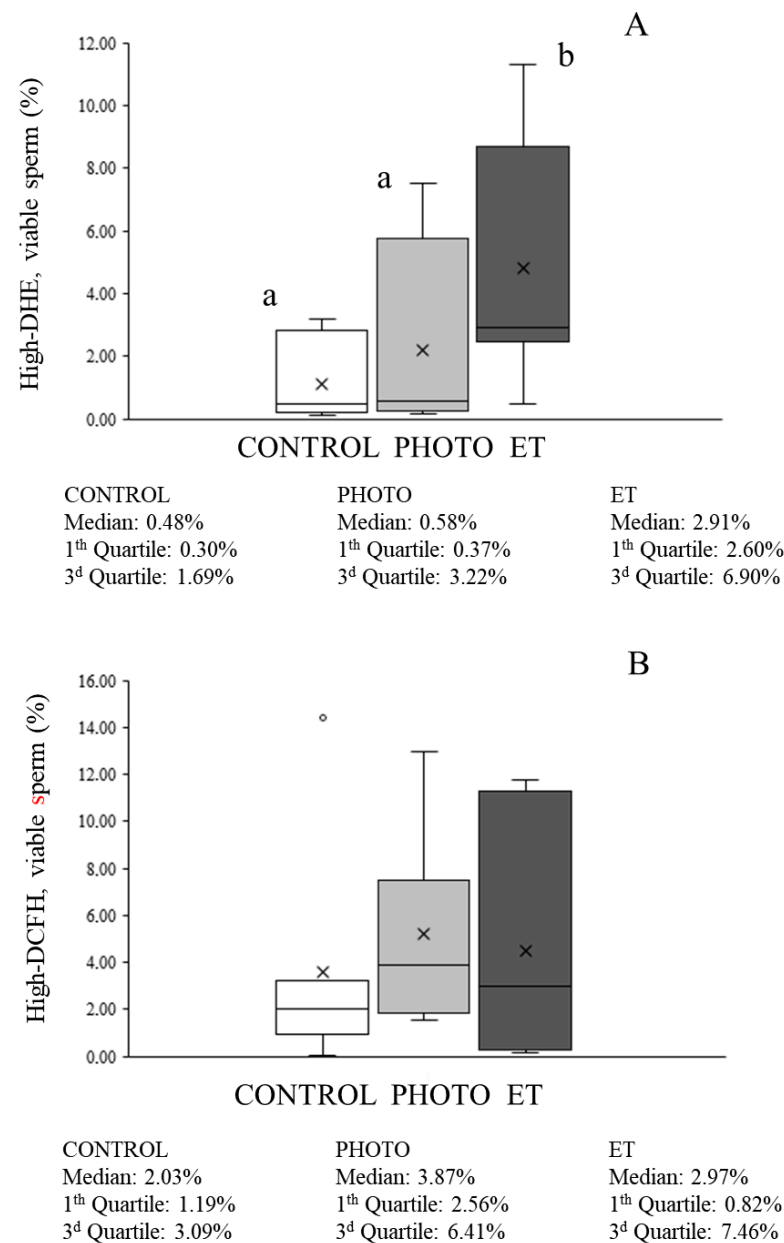 A
12.00
b
10.00
8.00
a
6.00
4.00
a
2.00
0.00
High-DHE, viable sperm (%)
CONTROL PHOTO ET
CONTROL PHOTO ET
Median: 0.48% Median: 0.58% Median: 2.91%
1th Quartile: 0.30% 1th Quartile: 0.37% 1th Quartile: 2.60%
3d Quartile: 1.69% 3d Quartile: 3.22% 3d Quartile: 6.90%
B
16.00
14.00
12.00
10.00
8.00
6.00
4.00
2.00
0.00
High-DCFH, viable sperm (%)
CONTROL PHOTO ET
CONTROL PHOTO ET
Median: 2.03% Median: 3.87% Median: 2.97%
1th Quartile: 1.19% 1th Quartile: 2.56% 1th Quartile: 0.82%
3d Quartile: 3.09% 3d Quartile: 6.41% 3d Quartile: 7.46%